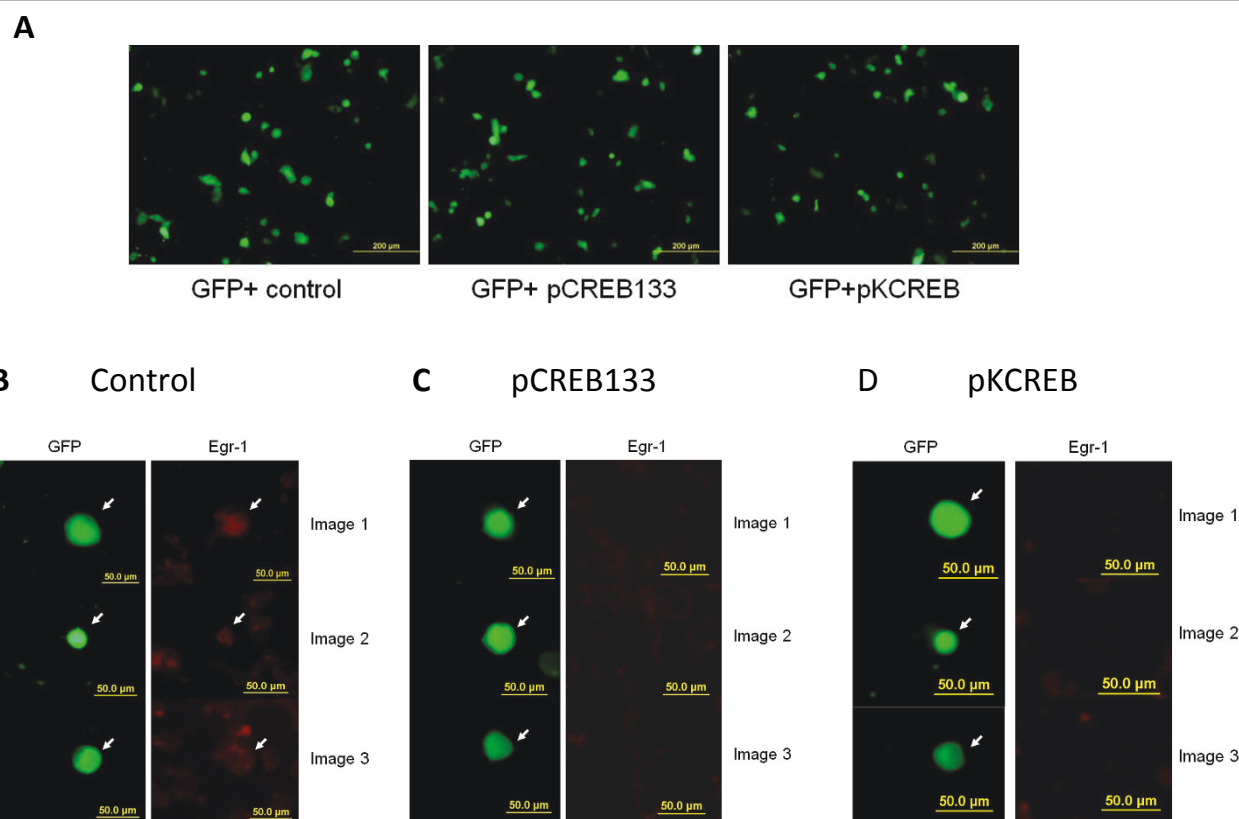 A
200 µm
200 µm
200 µm
GFP+ control
GFP+ pCREB133
GFP+pKCREB
B Control
C pCREB133
D pKCREB
GFP Egr-1
GFP Egr-1
GFP Egr-1
50.0 µm 50.0 µm Image 1
50.0 µm 50.0 µm Image 1
50.0 µm 50.0 µm Image 1
50.0 µm 50.0 µm Image 2
50.0 µm 50.0 µm Image 2
50.0 µm 50.0 µm Image 2
50.0 µm 50.0 µm Image 3
50.0 µm 50.0 µm Image 3
50.0 µm 50.0 µm Image 3